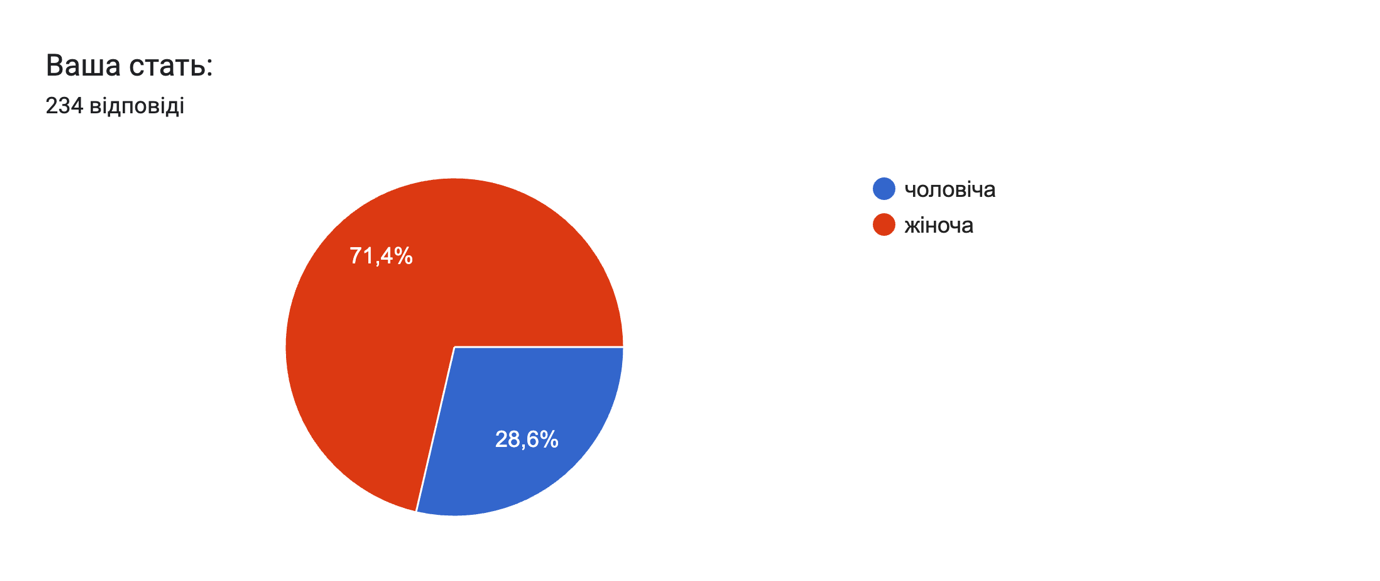 Ваша стать:
234 відповіді
чоловіча
жіноча
71,4%
28,6%